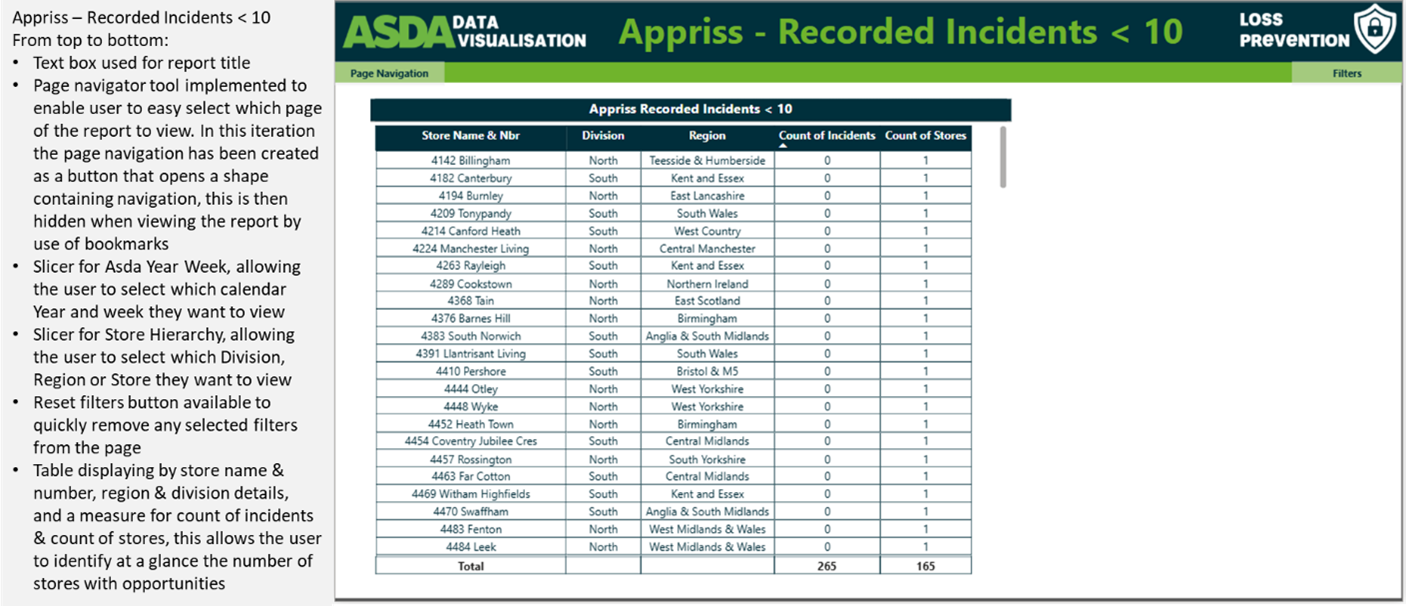 Appriss – Recorded Incidents < 10
From top to bottom:
• Text box used for report title
• Page navigator tool implemented to
enable user to easy select which page
of the report to view. In this iteration
the page navigation has been created
as a button that opens a shape
containing navigation, this is then
hidden when viewing the report by
use of bookmarks
• Slicer for Asda Year Week, allowing
the user to select which calendar
Year and week they want to view
• Slicer for Store Hierarchy, allowing
the user to select which Division,
Region or Store they want to view
• Reset filters button available to
quickly remove any selected filters
from the page
• Table displaying by store name &
number, region & division details,
and a measure for count of incidents
& count of stores, this allows the user
to identify at a glance the number of
stores with opportunities
ASDA DATA VISUALISATION
Appriss - Recorded Incidents < 10
LOSS PREVENTION
Page Navigation
Filters
Appriss Recorded Incidents < 10
Store Name & Nbr Division Region Count of Incidents Count of Stores
4142 Billingham North Teesside & Humberside 0 1
4182 Canterbury South Kent and Essex 0 1
4194 Burnley North East Lancashire 0 1
4209 Tonypandy South South Wales 0 1
4214 Canford Heath South West Country 0 1
4224 Manchester Living North Central Manchester 0 1
4263 Rayleigh South Kent and Essex 0 1
4289 Cookstown North Northern Ireland 0 1
4368 Tain North East Scotland 0 1
4376 Barnes Hill North Birmingham 0 1
4383 South Norwich South Anglia & South Midlands 0 1
4391 Llantrisant Living South South Wales 0 1
4410 Pershore South Bristol & M5 0 1
4444 Otley North West Yorkshire 0 1
4448 Wyke North West Yorkshire 0 1
4452 Heath Town North Birmingham 0 1
4454 Coventry Jubilee Cres South Central Midlands 0 1
4457 Rossington North South Yorkshire 0 1
4463 Far Cotton South Central Midlands 0 1
4469 Witham Highfields South Kent and Essex 0 1
4470 Swaffham South Anglia & South Midlands 0 1
4483 Fenton North West Midlands & Wales 0 1
4484 Leek North West Midlands & Wales 0 1
Total 265 165